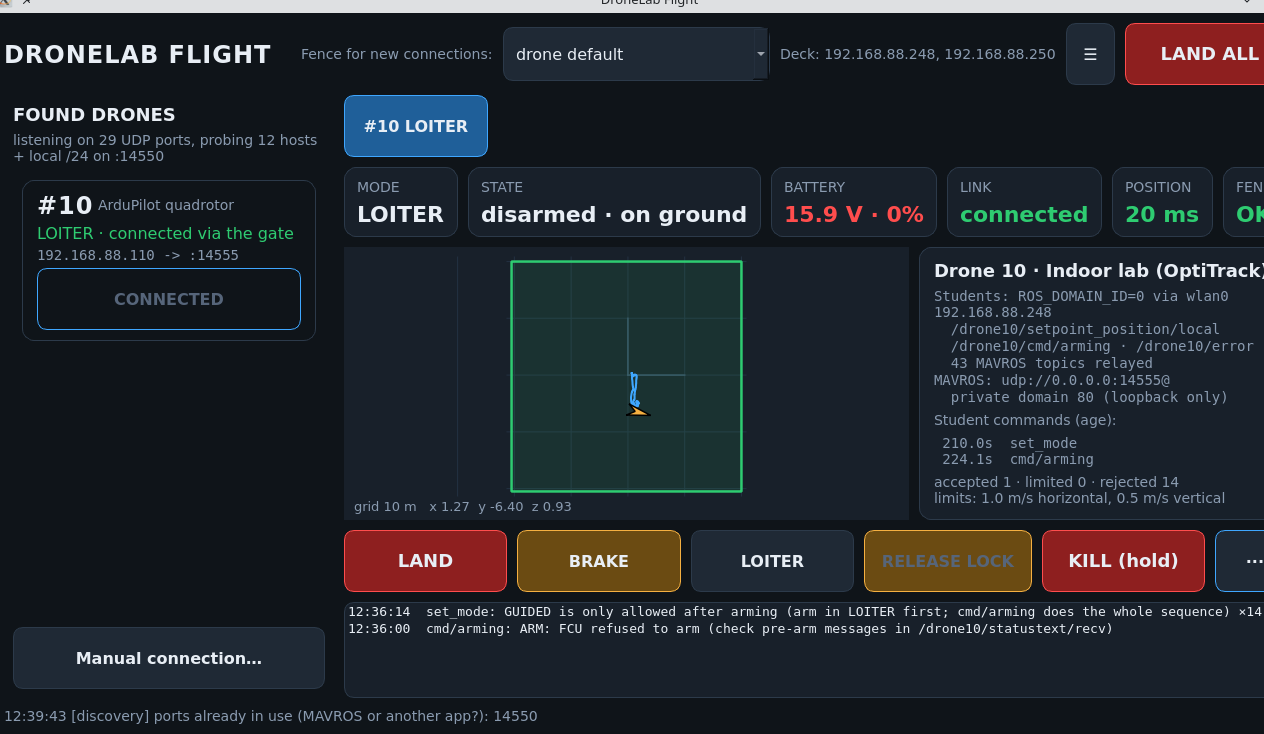 DroneLab Flight
DRONELAB FLIGHT
Fence for new connections:
drone default
Deck: 192.168.88.248, 192.168.88.250
☰
LAND ALL
FOUND DRONES
listening on 29 UDP ports, probing 12 hosts
+ local /24 on :14550
#10 ArduPilot quadrotor
LOITER · connected via the gate
192.168.88.110 -> :14555
CONNECTED
Manual connection…
#10 LOITER
MODE
LOITER
STATE
disarmed · on ground
BATTERY
15.9 V · 0%
LINK
connected
POSITION
20 ms
FEN
OK
grid 10 m x 1.27 y -6.40 z 0.93
Drone 10 · Indoor lab (OptiTrack)
Students: ROS_DOMAIN_ID=0 via wlan0
192.168.88.248
/drone10/setpoint_position/local
/drone10/cmd/arming · /drone10/error
43 MAVROS topics relayed
MAVROS: udp://0.0.0.0:14555@
private domain 80 (loopback only)
Student commands (age):
210.0s set_mode
224.1s cmd/arming
accepted 1 · limited 0 · rejected 14
limits: 1.0 m/s horizontal, 0.5 m/s vertical
LAND
BRAKE
LOITER
RELEASE LOCK
KILL (hold)
...
12:36:14 set_mode: GUIDED is only allowed after arming (arm in LOITER first; cmd/arming does the whole sequence) ×14
12:36:00 cmd/arming: ARM: FCU refused to arm (check pre-arm messages in /drone10/statustext/recv)
12:39:43 [discovery] ports already in use (MAVROS or another app?): 14550